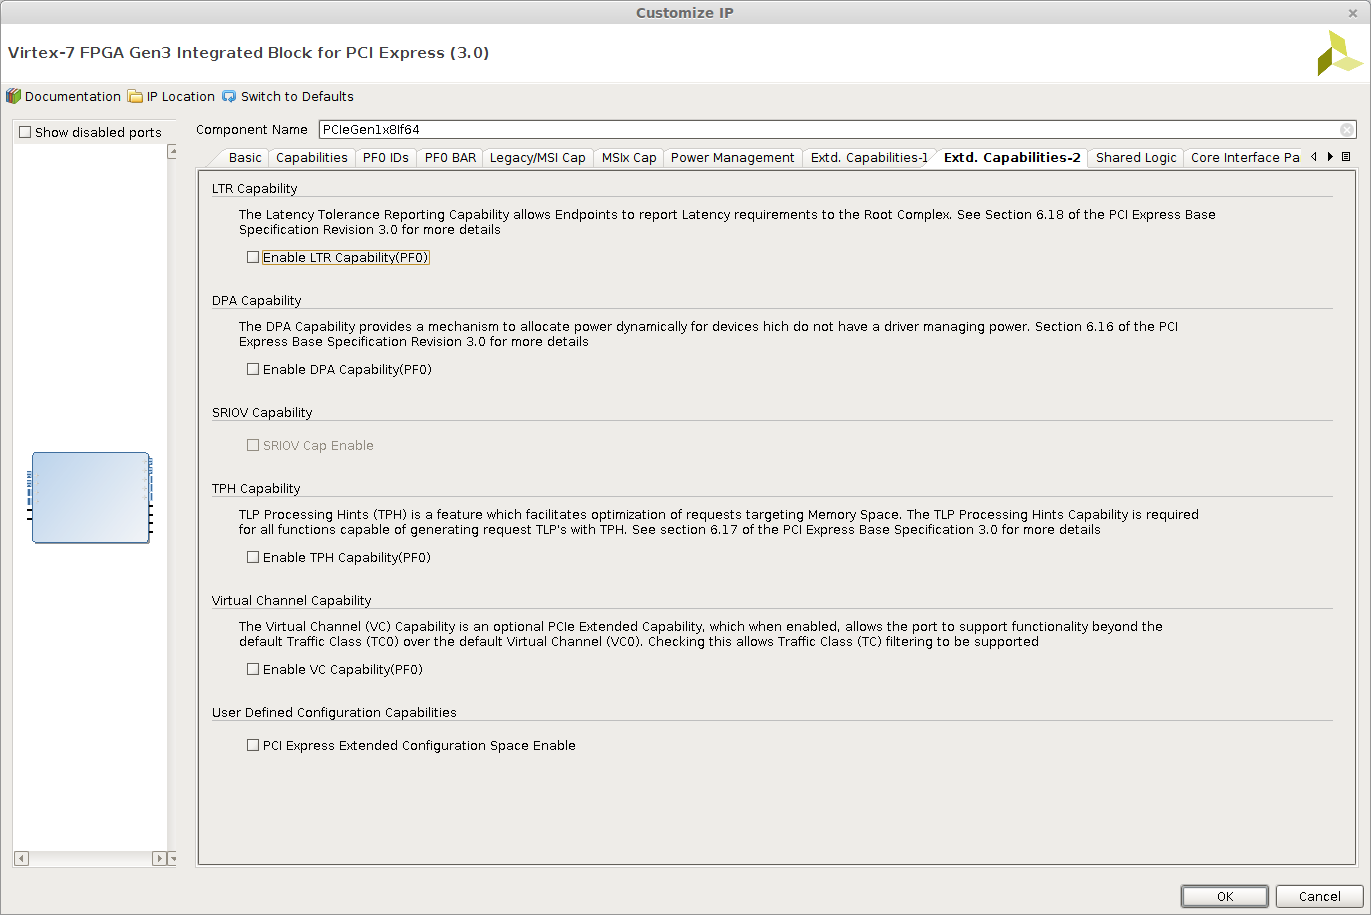 Customize IP
Virtex-7 FPGA Gen3 Integrated Block for PCI Express (3.0)
Documentation IP Location Switch to Defaults
Show disabled ports
Component Name PCIeGen1x8If64
Basic Capabilities PF0 IDs PF0 BAR Legacy/MSI Cap MSIx Cap Power Management Extd. Capabilities-1 Extd. Capabilities-2 Shared Logic Core Interface Pa
LTR Capability
The Latency Tolerance Reporting Capability allows Endpoints to report Latency requirements to the Root Complex. See Section 6.18 of the PCI Express Base
Specification Revision 3.0 for more details
Enable LTR Capability(PF0)
DPA Capability
The DPA Capability provides a mechanism to allocate power dynamically for devices hich do not have a driver managing power. Section 6.16 of the PCI
Express Base Specification Revision 3.0 for more details
Enable DPA Capability(PF0)
SRIOV Capability
SRIOV Cap Enable
TPH Capability
TLP Processing Hints (TPH) is a feature which facilitates optimization of requests targeting Memory Space. The TLP Processing Hints Capability is required
for all functions capable of generating request TLP's with TPH. See section 6.17 of the PCI Express Base Specification 3.0 for more details
Enable TPH Capability(PF0)
Virtual Channel Capability
The Virtual Channel (VC) Capability is an optional PCIe Extended Capability, which when enabled, allows the port to support functionality beyond the
default Traffic Class (TC0) over the default Virtual Channel (VC0). Checking this allows Traffic Class (TC) filtering to be supported
Enable VC Capability(PF0)
User Defined Configuration Capabilities
PCI Express Extended Configuration Space Enable
OK Cancel